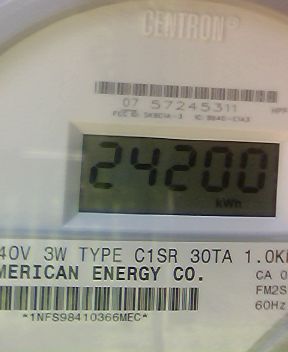 CENTRON®
07 57245311
24200
kWh
40V 3W TYPE C1SR 30TA 1.0K
MERICAN ENERGY CO.
CA 0
FM2S
60Hz
*1NFS98410366MEC*